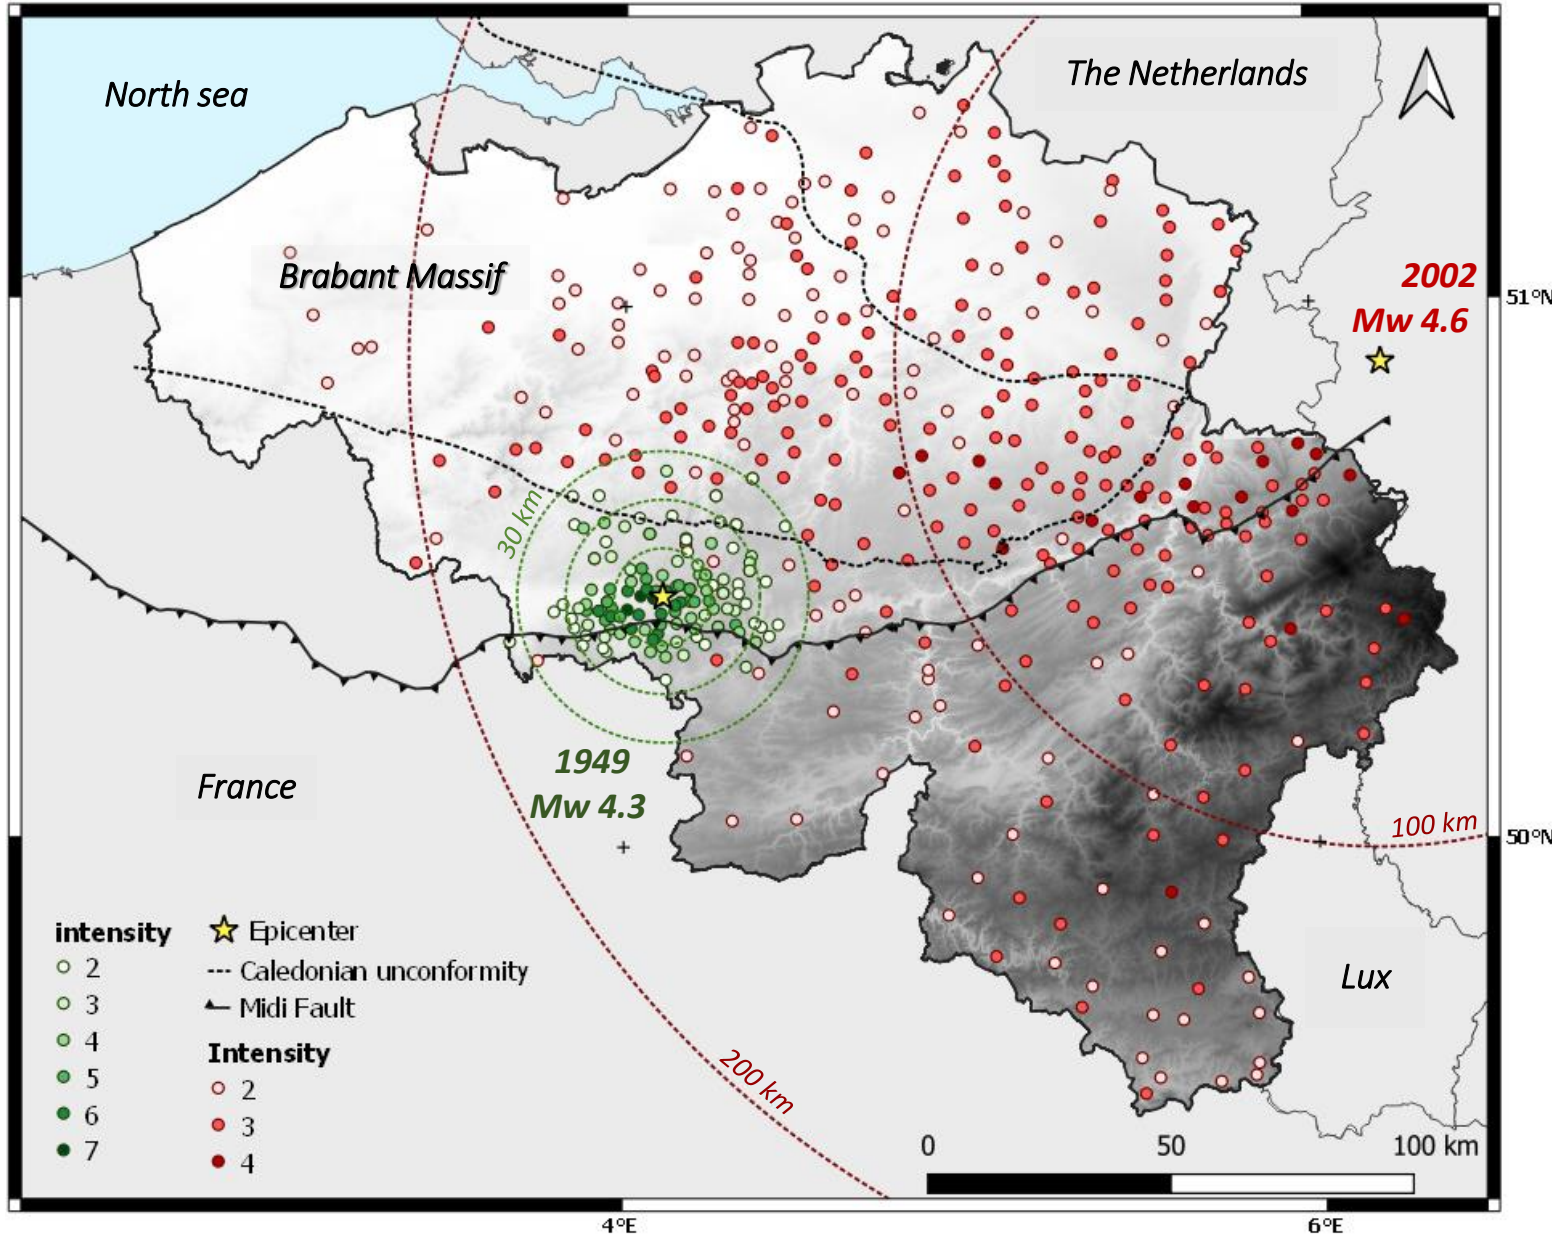 North sea
The Netherlands
Brabant Massif
2002
Mw 4.6
51°N
30 km
1949
Mw 4.3
France
100 km
50°N
intensity
2
3
4
5
6
7
Epicenter
Caledonian unconformity
Midi Fault
Intensity
2
3
4
200 km
Lux
0 50 100 km
4°E 6°E